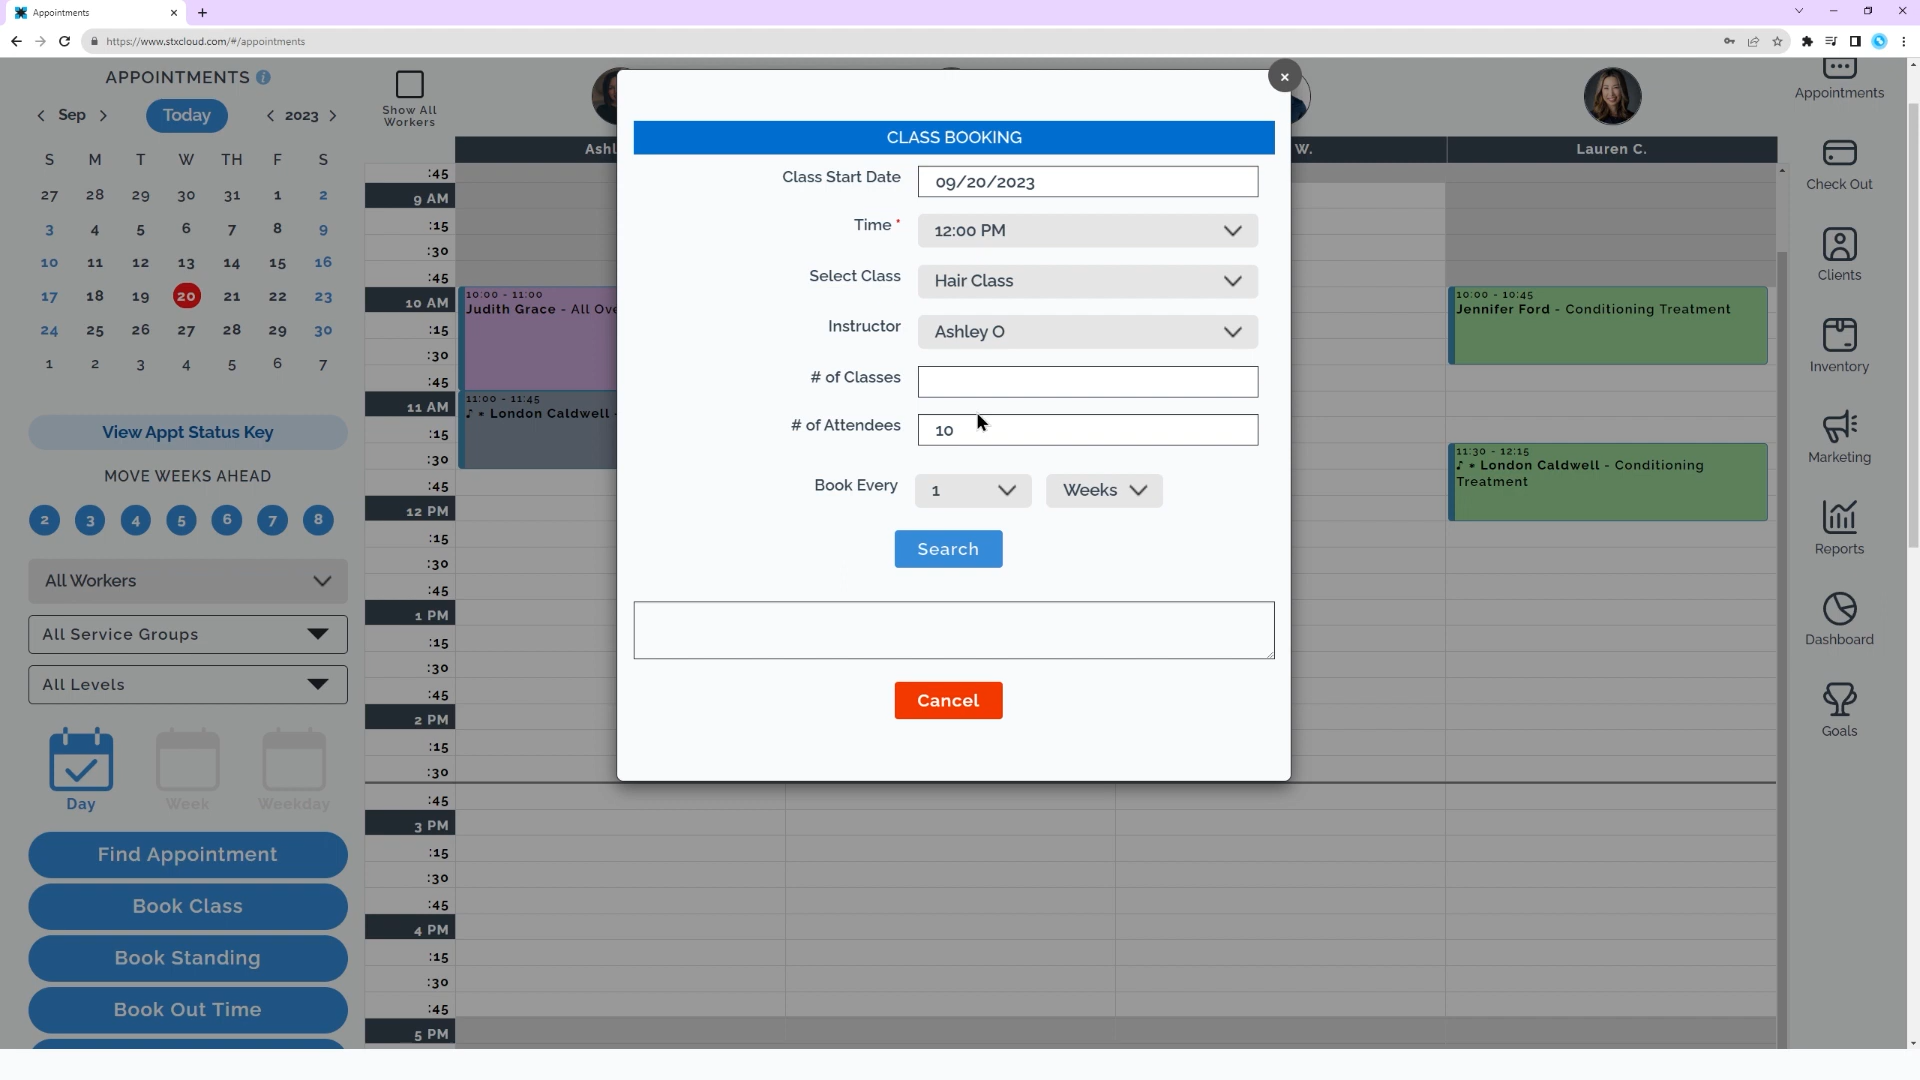 Appointments
https://www.stxcloud.com/#/appointments
APPOINTMENTS
Sep
Today
2023
S M T W TH F S
27 28 29 30 31 1 2
3 4 5 6 7 8 9
10 11 12 13 14 15 16
17 18 19 20 21 22 23
24 25 26 27 28 29 30
1 2 3 4 5 6 7
View Appt Status Key
MOVE WEEKS AHEAD
2 3 4 5 6 7 8
All Workers
All Service Groups
All Levels
Day Week Weekday
Find Appointment
Book Class
Book Standing
Book Out Time
Show All
Workers
Ashl
W.
Lauren C.
:45
9 AM
:15
:30
:45
10 AM
:15
:30
:45
11 AM
:15
:30
:45
12 PM
:15
:30
:45
1 PM
:15
:30
:45
2 PM
:15
:30
:45
3 PM
:15
:30
:45
4 PM
:15
:30
:45
5 PM
10:00 - 11:00
Judith Grace - All Ove
11:00 - 11:45
♪ * London Caldwell -
CLASS BOOKING
Class Start Date 09/20/2023
Time * 12:00 PM
Select Class Hair Class
Instructor Ashley O
# of Classes
# of Attendees 10
Book Every 1 Weeks
Search
Cancel
10:00 - 10:45
Jennifer Ford - Conditioning Treatment
11:30 - 12:15
♪ * London Caldwell - Conditioning
Treatment
Appointments
Check Out
Clients
Inventory
Marketing
Reports
Dashboard
Goals